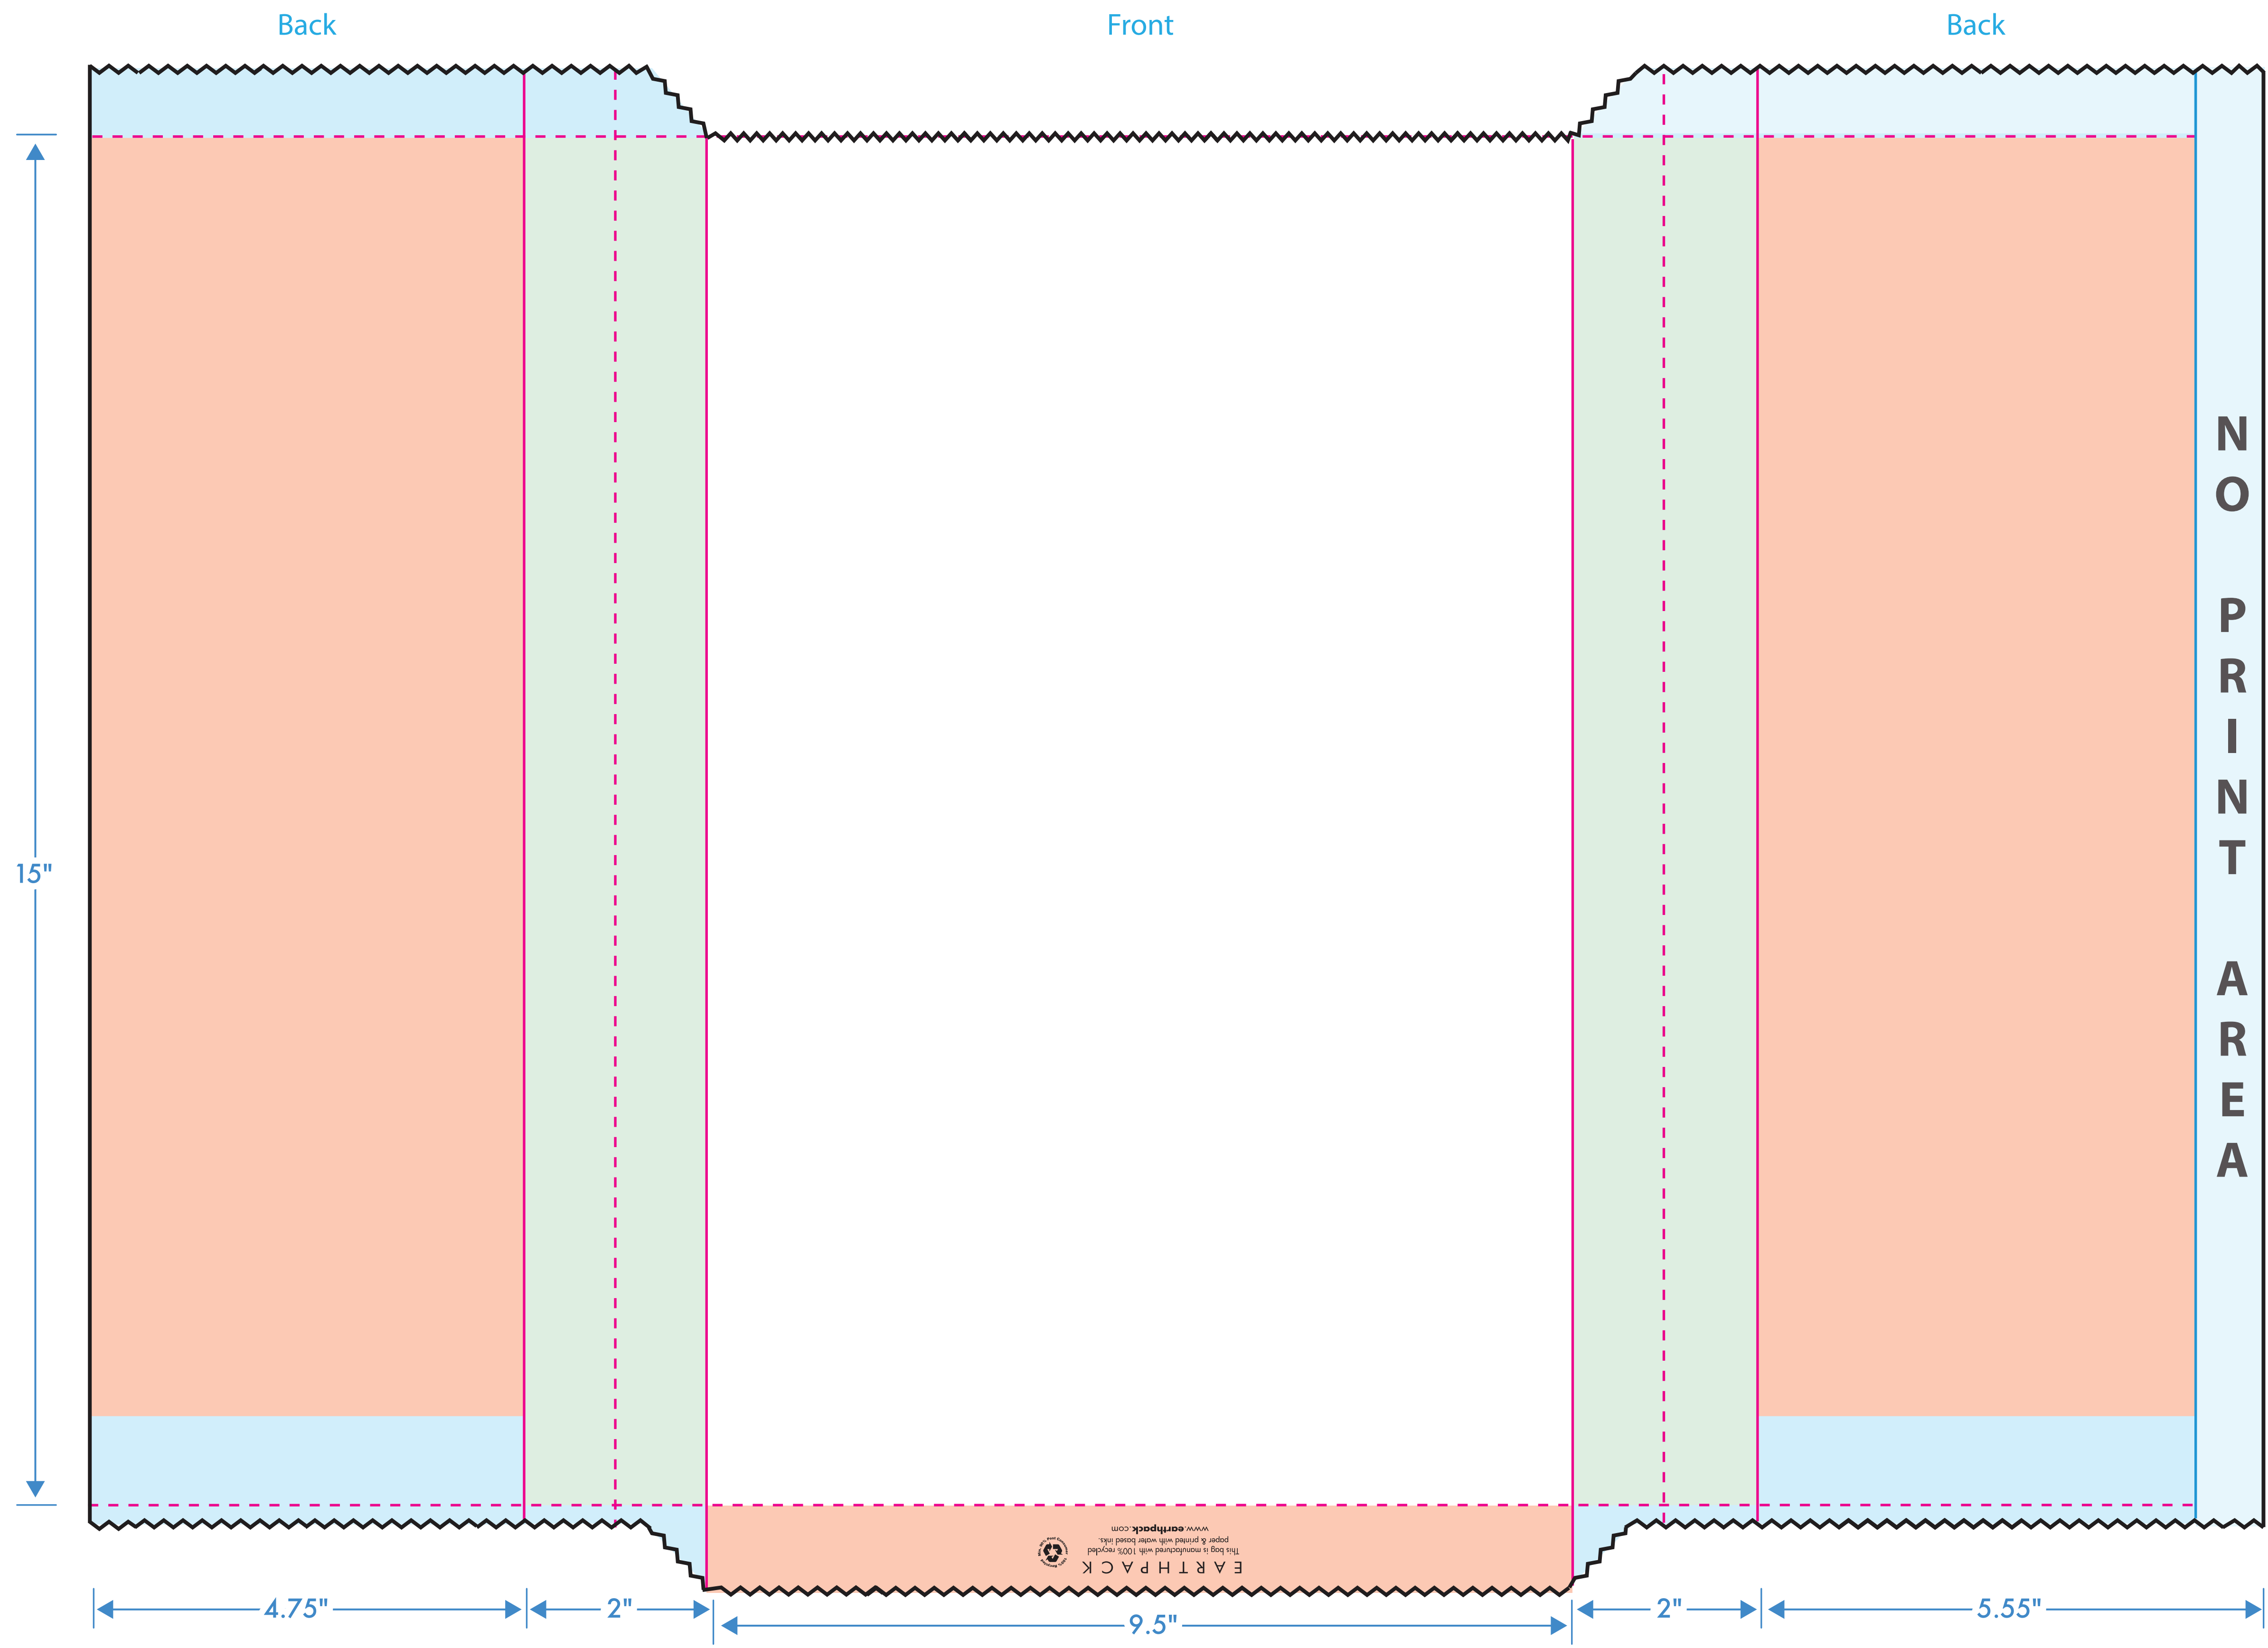 Back
Front
Back
NO PRINT AREA
15"
www.earthpack.com
paper & printed with water based inks.
This bag is manufactured with 100% recycled
EARTHPACK
4.75"
2"
9.5"
2"
5.55"